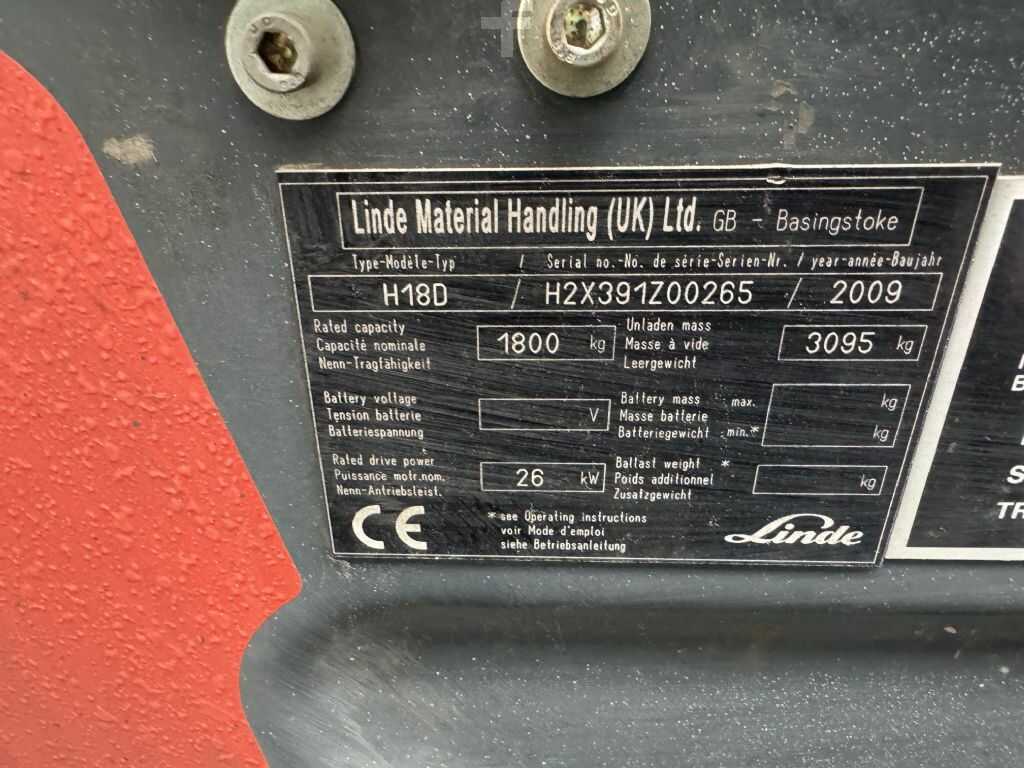 Linde Material Handling (UK) Ltd. GB - Basingstoke
Type-Modèle-Typ / Serial no.-No. de série-Serien-Nr. / year-année-Baujahr
H18D / H2X391Z00265 / 2009
Rated capacity
Capacité nominale 1800 kg
Nenn-Tragfähigkeit
Unladen mass
Masse à vide 3095 kg
Leergewicht
Battery voltage
Tension batterie V
Batteriespannung
Battery mass max. kg
Masse batterie
Batteriegewicht min.* kg
Rated drive power
Puissance motr.nom. 26 kW
Nenn-Antriebsleist.
Ballast weight *
Poids additionnel kg
Zusatzgewicht
CE
* see Operating instructions
voir Mode d'emploi
siehe Betriebsanleitung
Linde